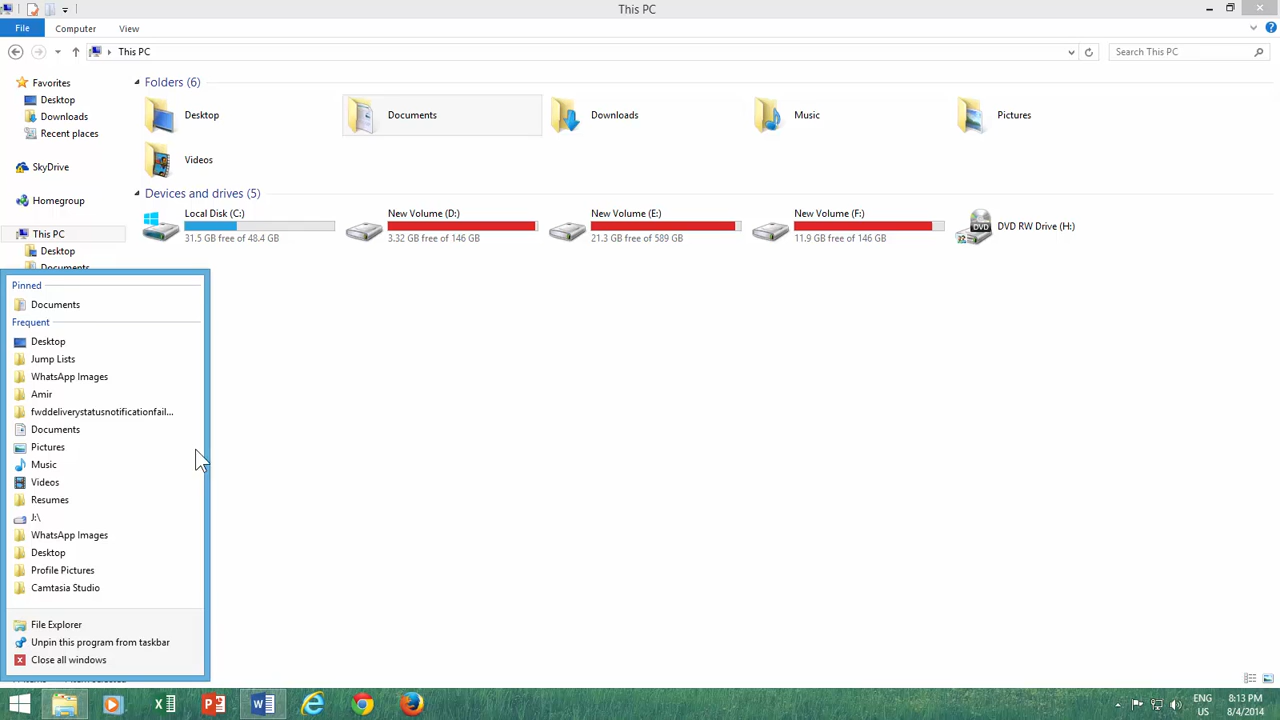 This PC
File
Computer
View
This PC
Search This PC
Favorites
Desktop
Downloads
Recent places
SkyDrive
Homegroup
This PC
Desktop
Documents
Folders (6)
Desktop
Documents
Downloads
Music
Pictures
Videos
Devices and drives (5)
Local Disk (C:)
31.5 GB free of 48.4 GB
New Volume (D:)
3.32 GB free of 146 GB
New Volume (E:)
21.3 GB free of 589 GB
New Volume (F:)
11.9 GB free of 146 GB
DVD RW Drive (H:)
DVD
Pinned
Documents
Frequent
Desktop
Jump Lists
WhatsApp Images
Amir
fwddeliverystatusnotificationfail...
Documents
Pictures
Music
Videos
Resumes
J:\
WhatsApp Images
Desktop
Profile Pictures
Camtasia Studio
File Explorer
Unpin this program from taskbar
Close all windows
ENG
US
8:13 PM
8/4/2014